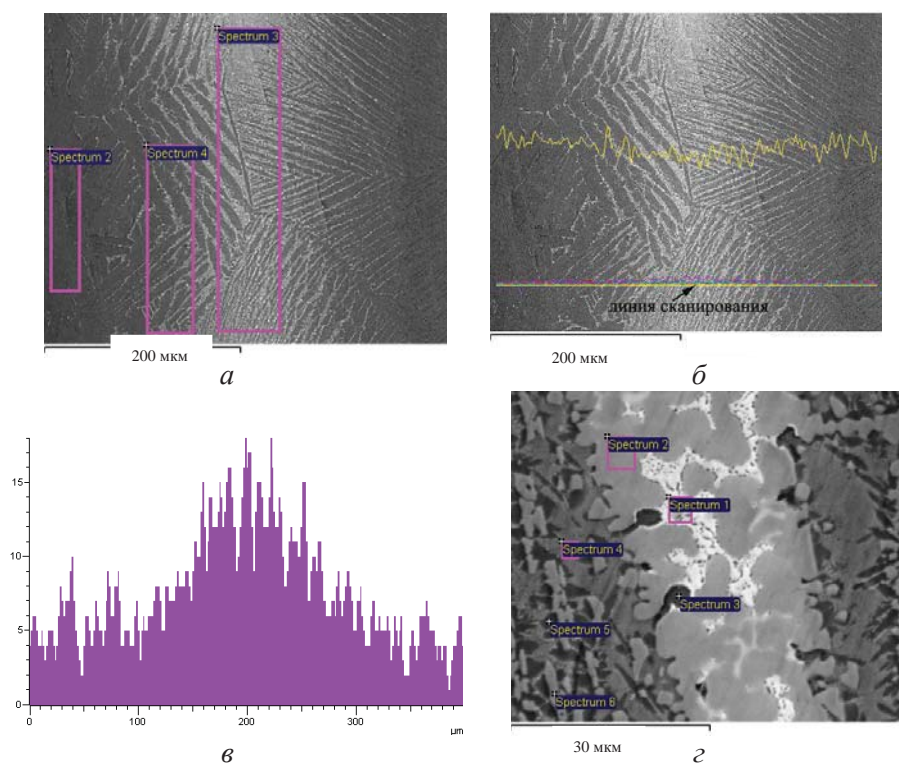 Spectrum 3
Spectrum 2
Spectrum 4
200 мкм
а
линия сканирования
200 мкм
б
15
10
5
0
0 100 200 300
µm
в
Spectrum 2
Spectrum 1
Spectrum 4
Spectrum 3
Spectrum 5
Spectrum 6
30 мкм
г